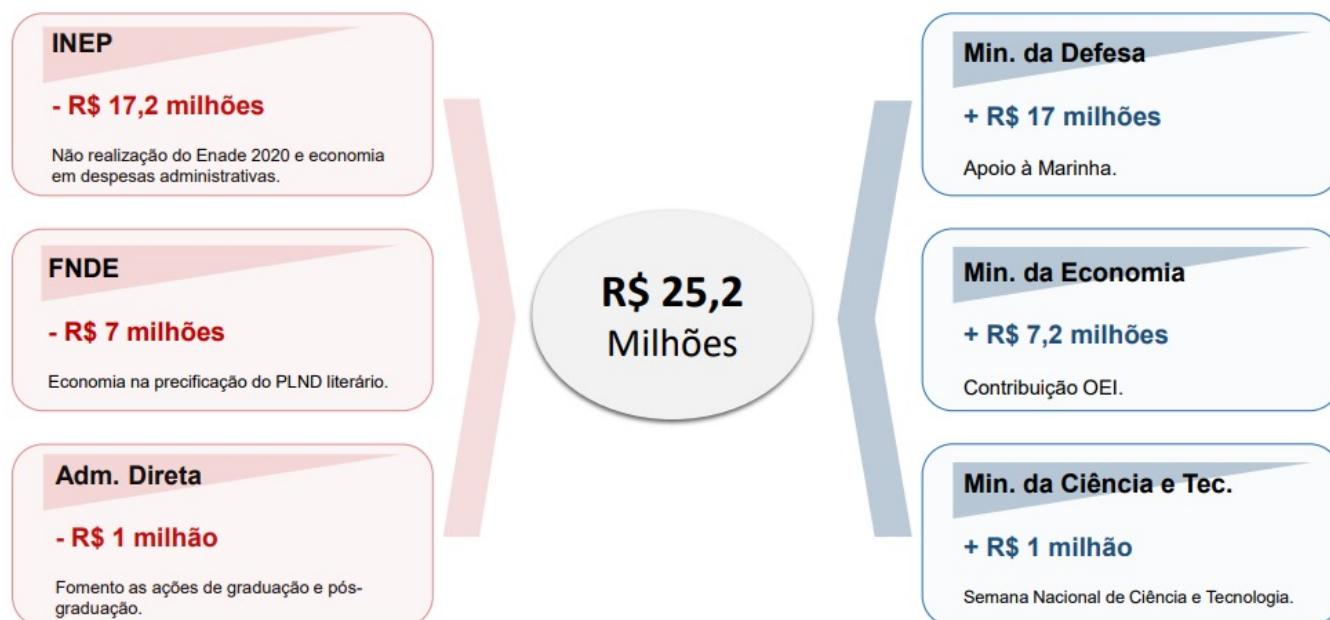 INEP
- R$ 17,2 milhões
Não realização do Enade 2020 e economia
em despesas administrativas.
FNDE
- R$ 7 milhões
Economia na precificação do PLND literário.
Adm. Direta
- R$ 1 milhão
Fomento as ações de graduação e pós-
graduação.
R$ 25,2
Milhões
Min. da Defesa
+ R$ 17 milhões
Apoio à Marinha.
Min. da Economia
+ R$ 7,2 milhões
Contribuição OEI.
Min. da Ciência e Tec.
+ R$ 1 milhão
Semana Nacional de Ciência e Tecnologia.